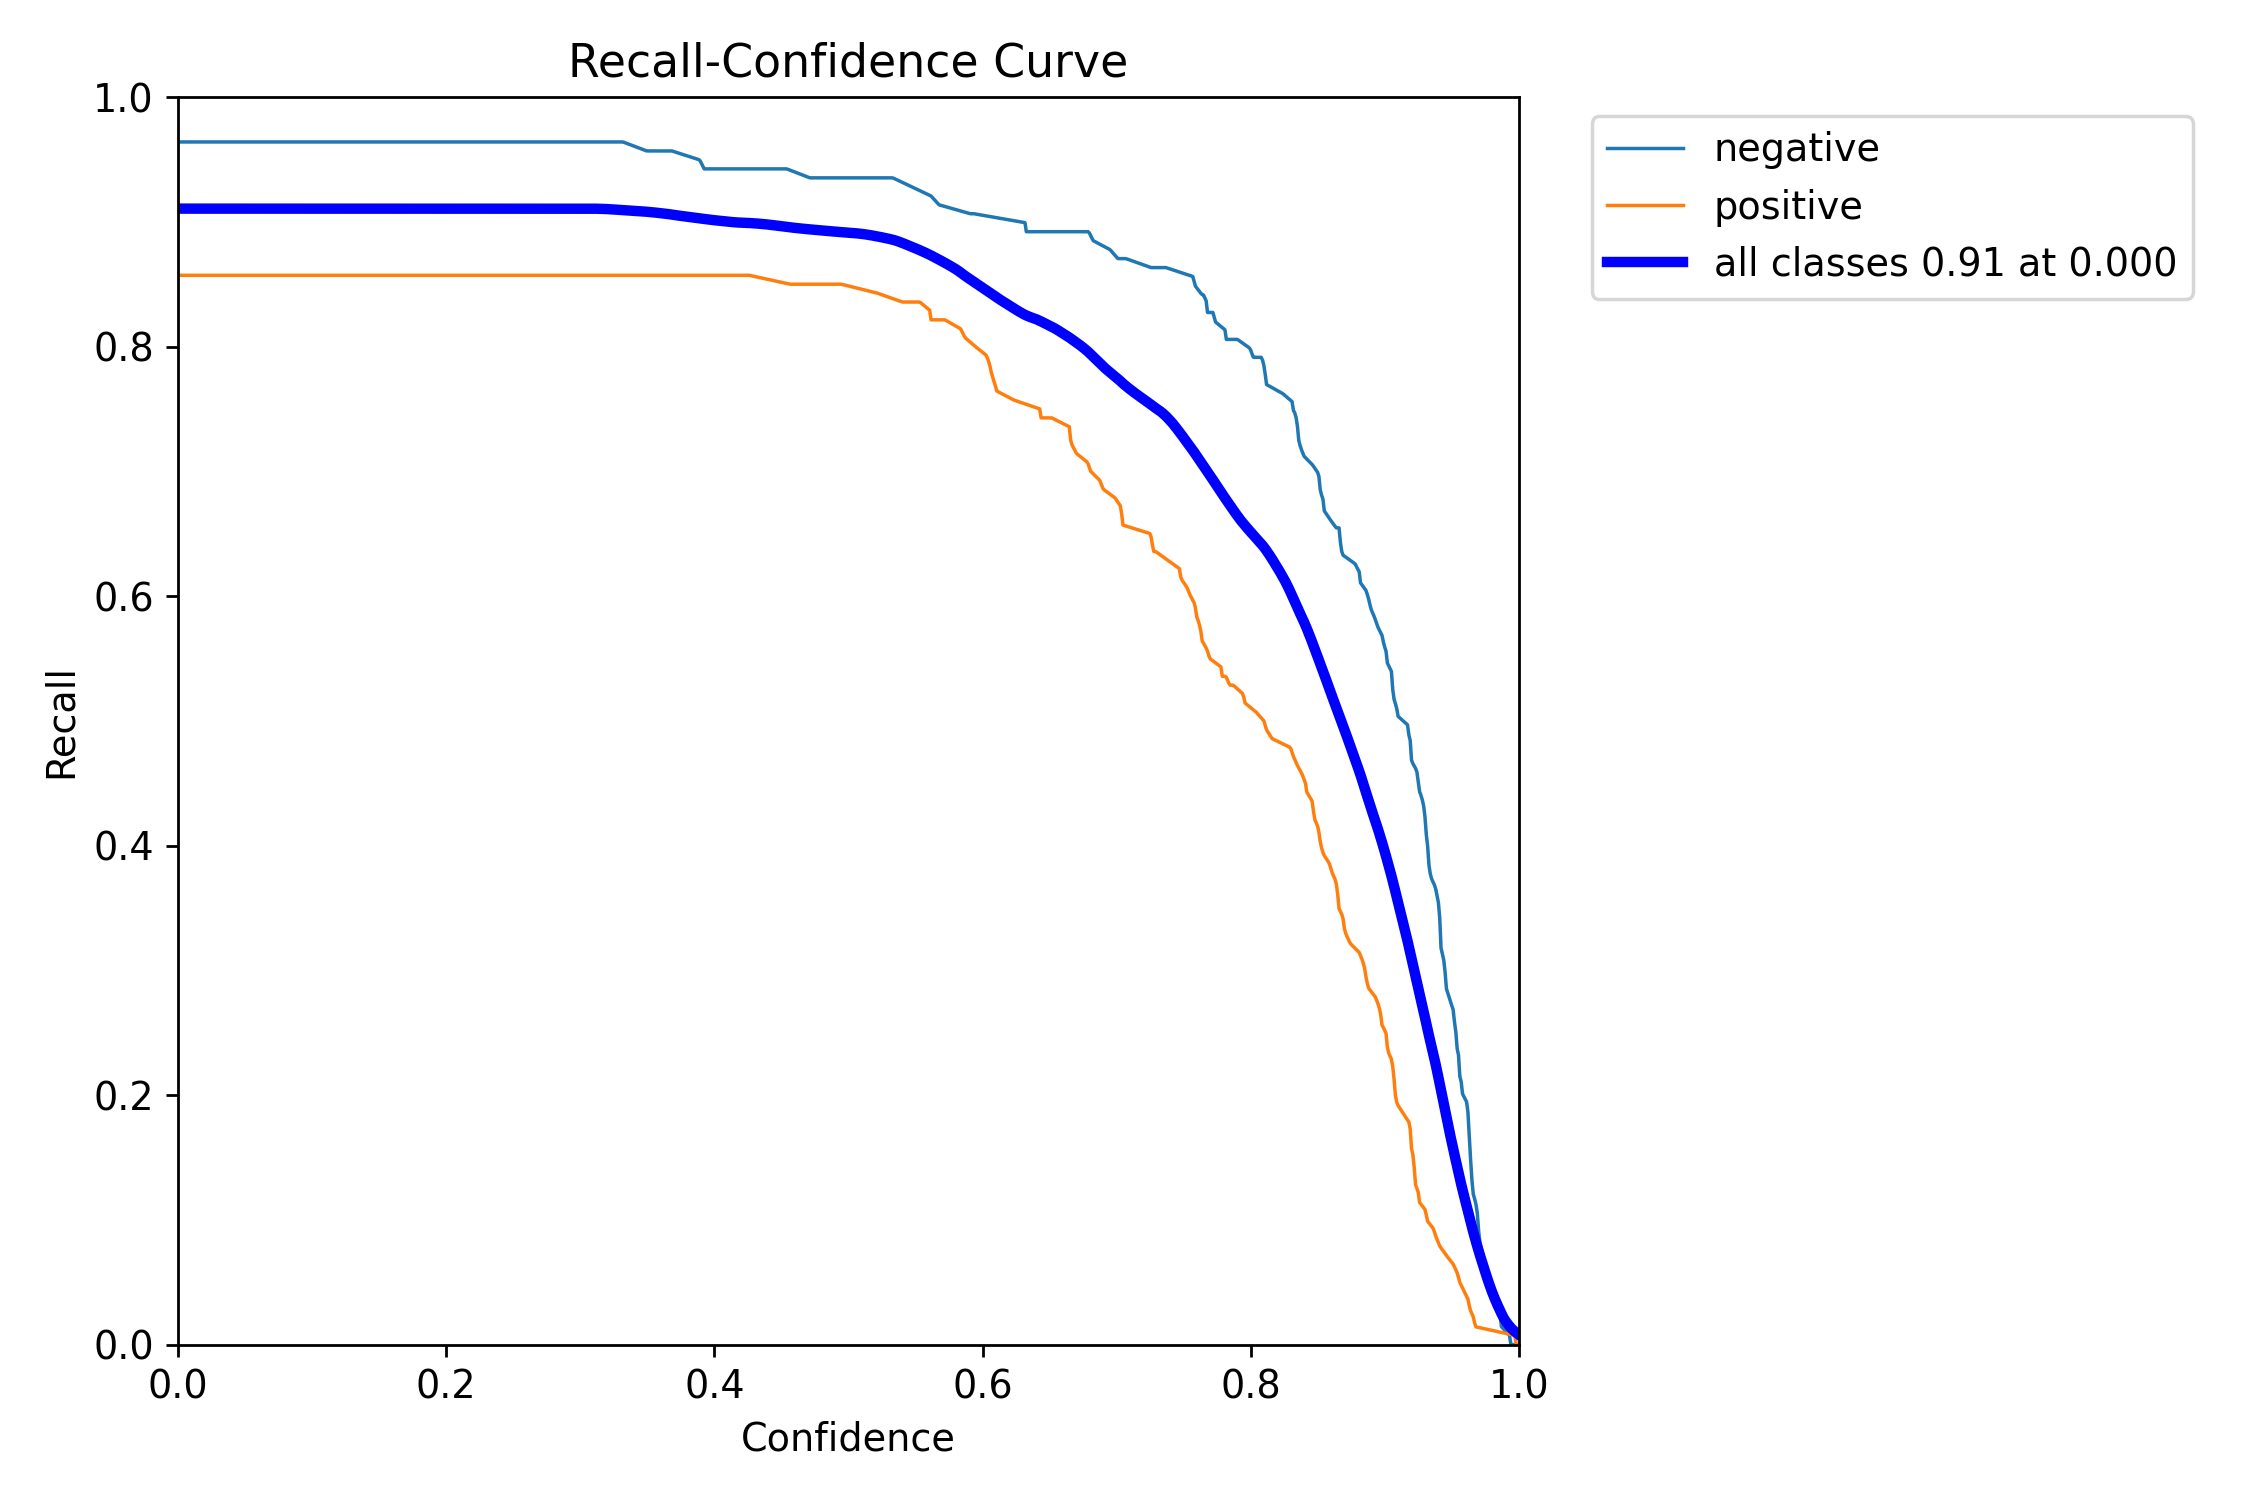 Recall-Confidence Curve
1.0
0.8
0.6
0.4
0.2
0.0
Recall
0.0 0.2 0.4 0.6 0.8 1.0
Confidence
negative
positive
all classes 0.91 at 0.000